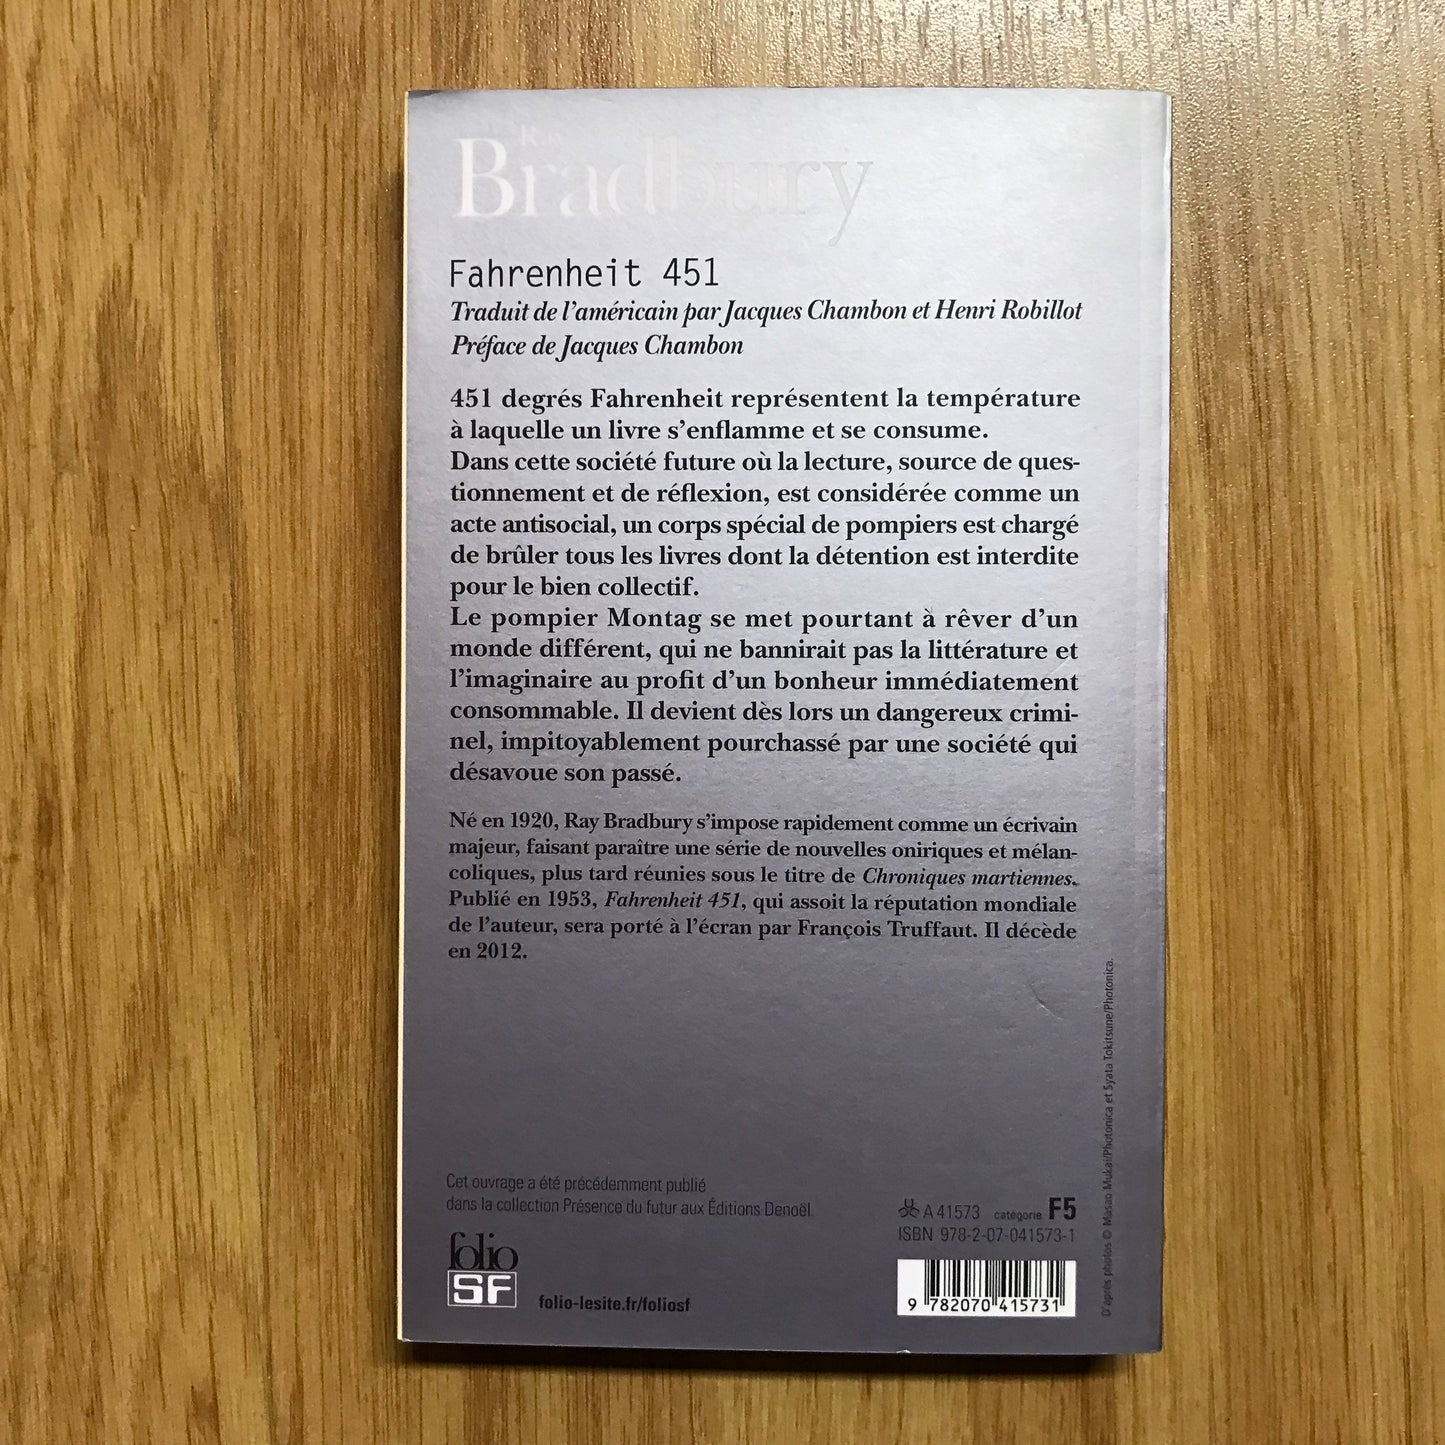 Ray
Bradbury
Fahrenheit 451
Traduit de l'américain par Jacques Chambon et Henri Robillot
Préface de Jacques Chambon
451 degrés Fahrenheit représentent la température
à laquelle un livre s'enflamme et se consume.
Dans cette société future où la lecture, source de ques-
tionnement et de réflexion, est considérée comme un
acte antisocial, un corps spécial de pompiers est chargé
de brûler tous les livres dont la détention est interdite
pour le bien collectif.
Le pompier Montag se met pourtant à rêver d'un
monde différent, qui ne bannirait pas la littérature et
l'imaginaire au profit d'un bonheur immédiatement
consommable. Il devient dès lors un dangereux crimi-
nel, impitoyablement pourchassé par une société qui
désavoue son passé.
Né en 1920, Ray Bradbury s'impose rapidement comme un écrivain
majeur, faisant paraître une série de nouvelles oniriques et mélan-
coliques, plus tard réunies sous le titre de Chroniques martiennes.
Publié en 1953, Fahrenheit 451, qui assoit la réputation mondiale
de l'auteur, sera porté à l'écran par François Truffaut. Il décède
en 2012.
Cet ouvrage a été précédemment publié
dans la collection Présence du futur aux Éditions Denoël.
folio
SF
folio-lesite.fr/foliosf
A 41573 catégorie F5
ISBN 978-2-07-041573-1
9 782070 415731
D'après photos © Masao Mukai/Photonica et Syata Tokitsune/Photonica.